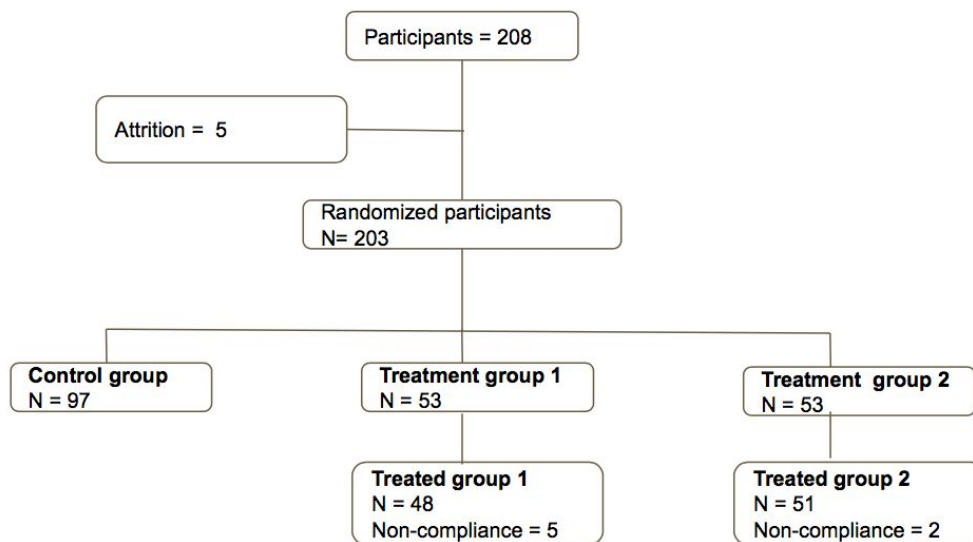 Participants = 208
Attrition =  5
Randomized participants
N= 203
Control group
N = 97
Treatment group 1
N = 53
Treatment  group 2
N = 53
Treated group 1
N = 48
Non-compliance = 5
Treated group 2
N = 51
Non-compliance = 2